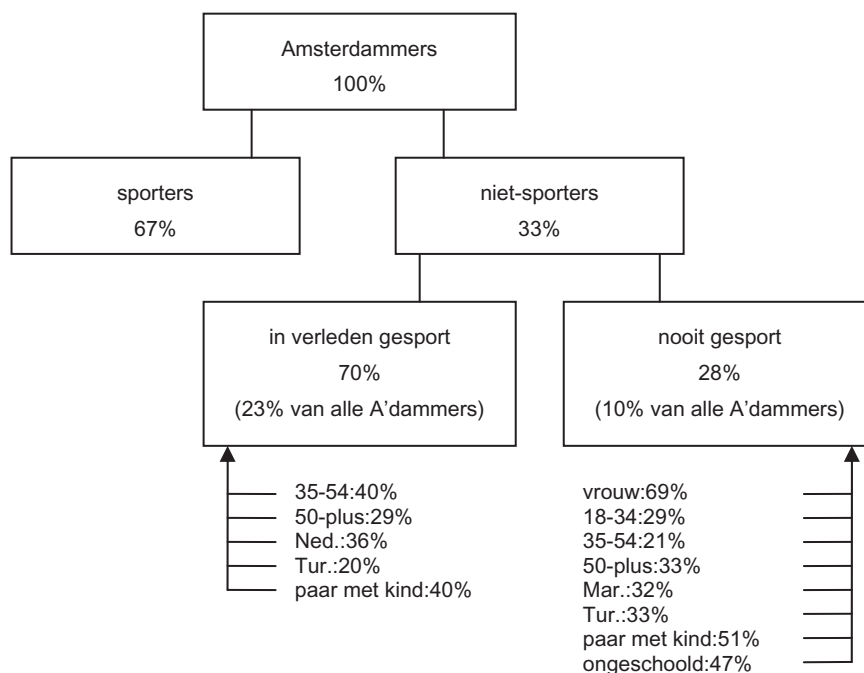 Amsterdammers
100%
sporters
67%
niet-sporters
33%
in verleden gesport
70%
(23% van alle A’dammers)
nooit gesport
28%
(10% van alle A’dammers)
35-54:40%
50-plus:29%
Ned.:36%
Tur.:20%
paar met kind:40%
vrouw:69%
18-34:29%
35-54:21%
50-plus:33%
Mar.:32%
Tur.:33%
paar met kind:51%
ongeschoold:47%